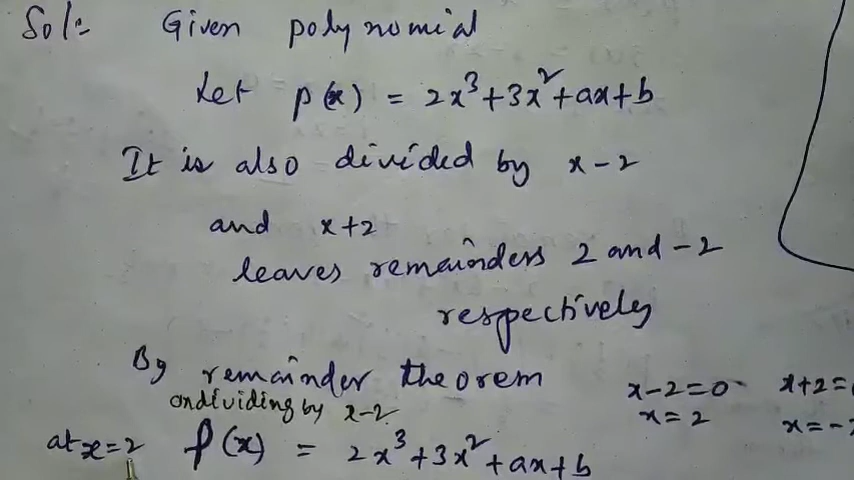 Sol:- Given polynomial
Let p(x) = 2x³+3x²+ax+b
It is also divided by x-2
and x+2
leaves remainders 2 and -2
respectively
By remainder theorem
x-2=0 x+2=
on dividing by x-2
x=2 x=-
at x=2 p(x) = 2x³+3x²+ax+b